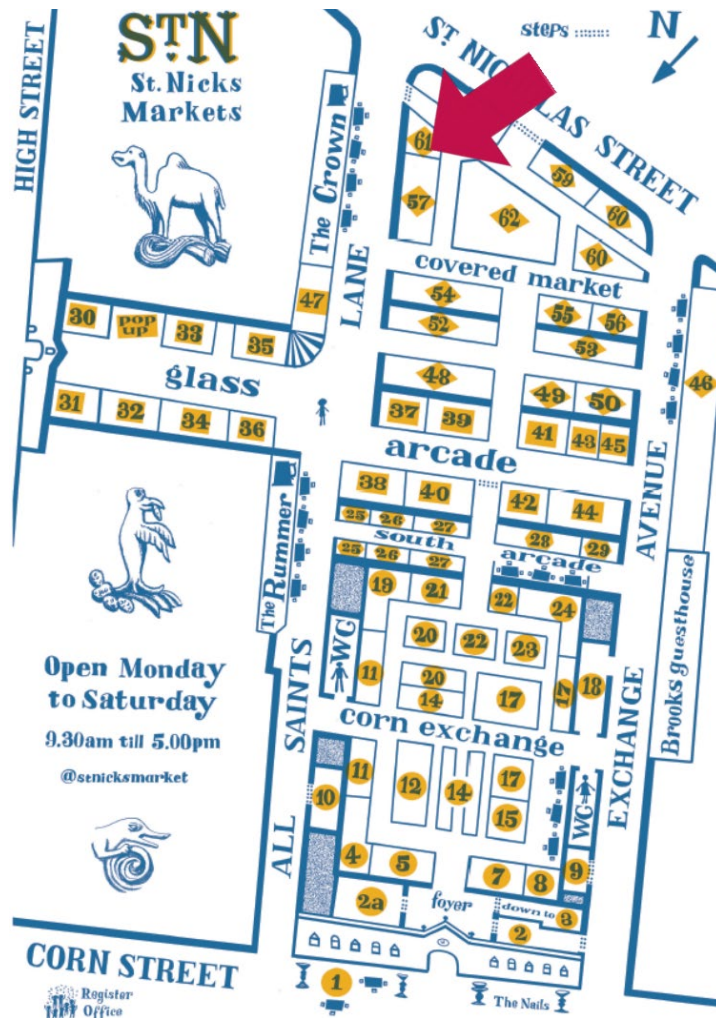 STN
St. Nicks
Markets
steps
N
ST NICHOLAS STREET
HIGH STREET
The Crown
LANE
61
57
62
59
60
60
covered market
54
52
55
56
53
47
30
pop
up
33
35
glass
31
32
34
36
48
37
39
49
50
41
43
45
46
arcade
AVENUE
38
40
42
44
25
26
27
28
29
south
arcade
25
26
27
The Rummer
Brooks guesthouse
19
21
22
24
20
22
23
WC
11
20
14
17
17
18
corn exchange
EXCHANGE
SAINTS
ALL
11
12
14
17
15
10
WC
4
5
7
8
9
2a
foyer
down to
3
2
Open Monday
to Saturday
9.30am till 5.00pm
@stnicksmarket
CORN STREET
Register
Office
1
The Nails